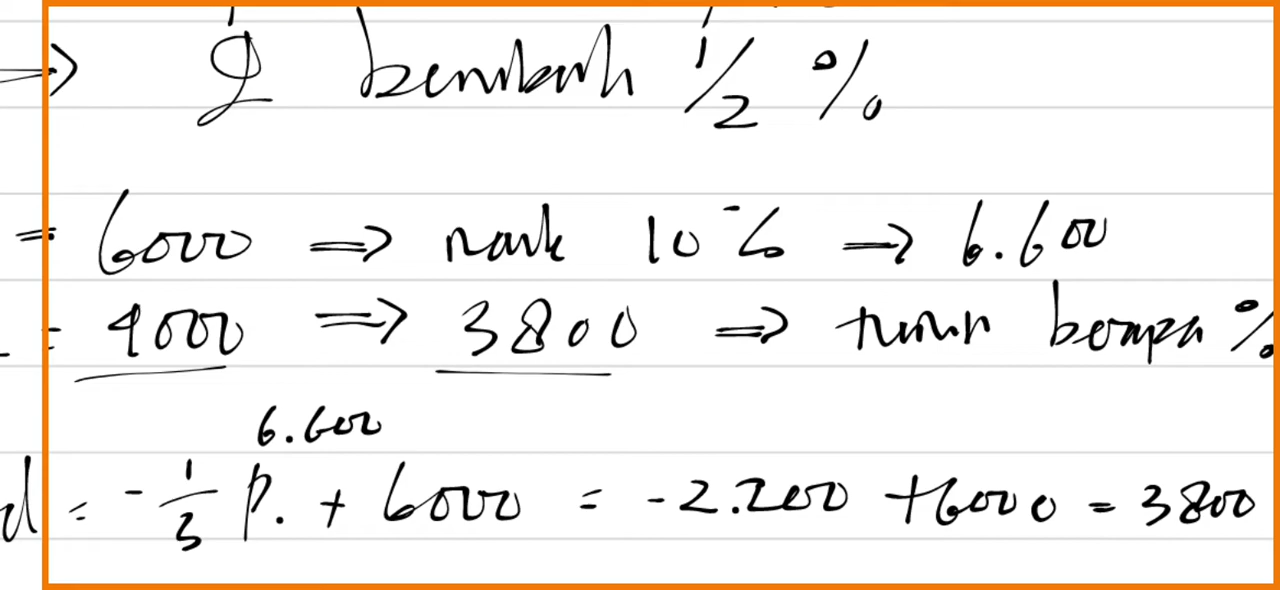 ⇒ Q berubah 1/2 %
= 6000 ⇒ naik 10 % ⇒ 6.600
= 4000 ⇒ 3800 ⇒ turun berapa %
6.600
d = - 1/3 P. + 6000 = -2.200 + 6000 = 3800